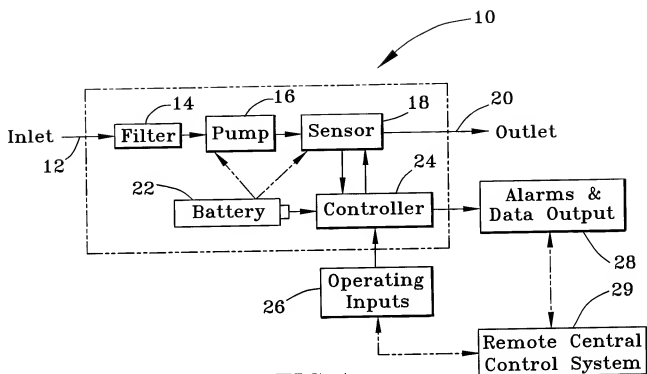 10
14
16
18
20
Inlet
Filter
Pump
Sensor
Outlet
12
22
24
Battery
Controller
Alarms &
Data Output
26
Operating
Inputs
28
29
Remote Central
Control System